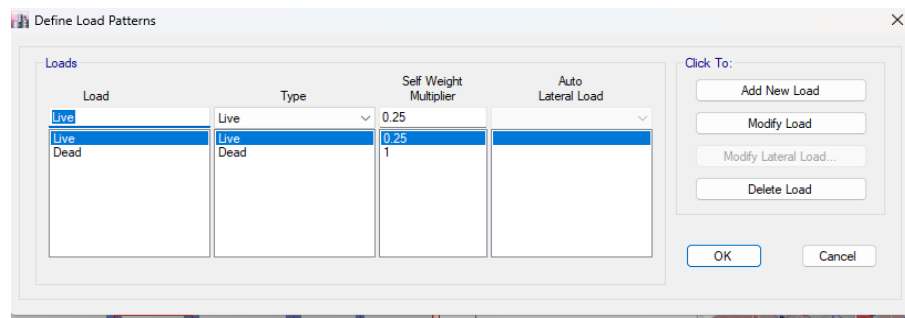 Define Load Patterns
Loads
Load
Type
Self Weight
Multiplier
Auto
Lateral Load
Live
Live
0.25
Live
Live
0.25
Dead
Dead
1
Click To:
Add New Load
Modify Load
Modify Lateral Load...
Delete Load
OK
Cancel